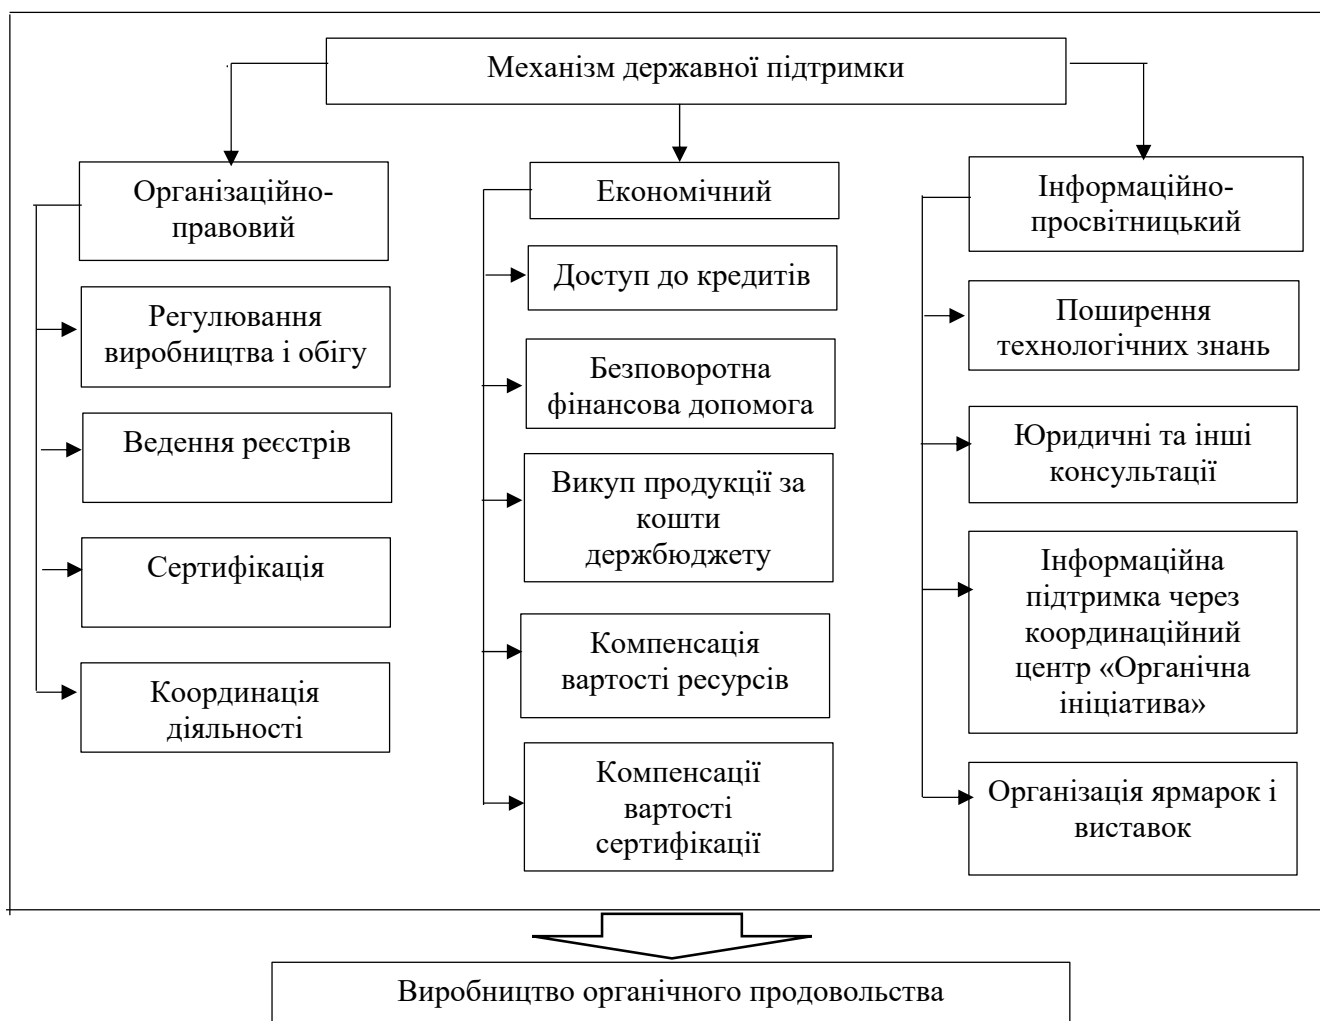 Механізм державної підтримки
Організаційно-
правовий
Регулювання
виробництва і обігу
Ведення реєстрів
Сертифікація
Координація
діяльності
Економічний
Доступ до кредитів
Безповоротна
фінансова допомога
Викуп продукції за
кошти
держбюджету
Компенсація
вартості ресурсів
Компенсації
вартості
сертифікації
Інформаційно-
просвітницький
Поширення
технологічних знань
Юридичні та інші
консультації
Інформаційна
підтримка через
координаційний
центр «Органічна
ініціатива»
Організація ярмарок і
виставок
Виробництво органічного продовольства